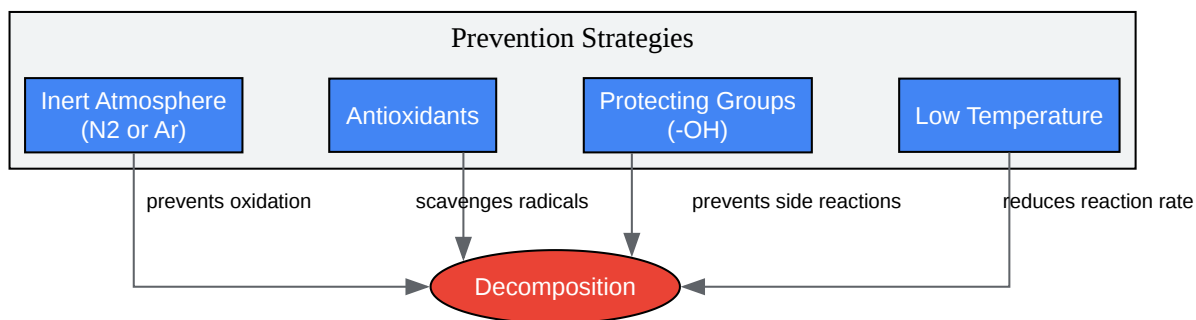 Prevention Strategies
Inert Atmosphere
(N2 or Ar)
Antioxidants
Protecting Groups
(-OH)
Low Temperature
prevents oxidation
scavenges radicals
prevents side reactions
reduces reaction rate
Decomposition